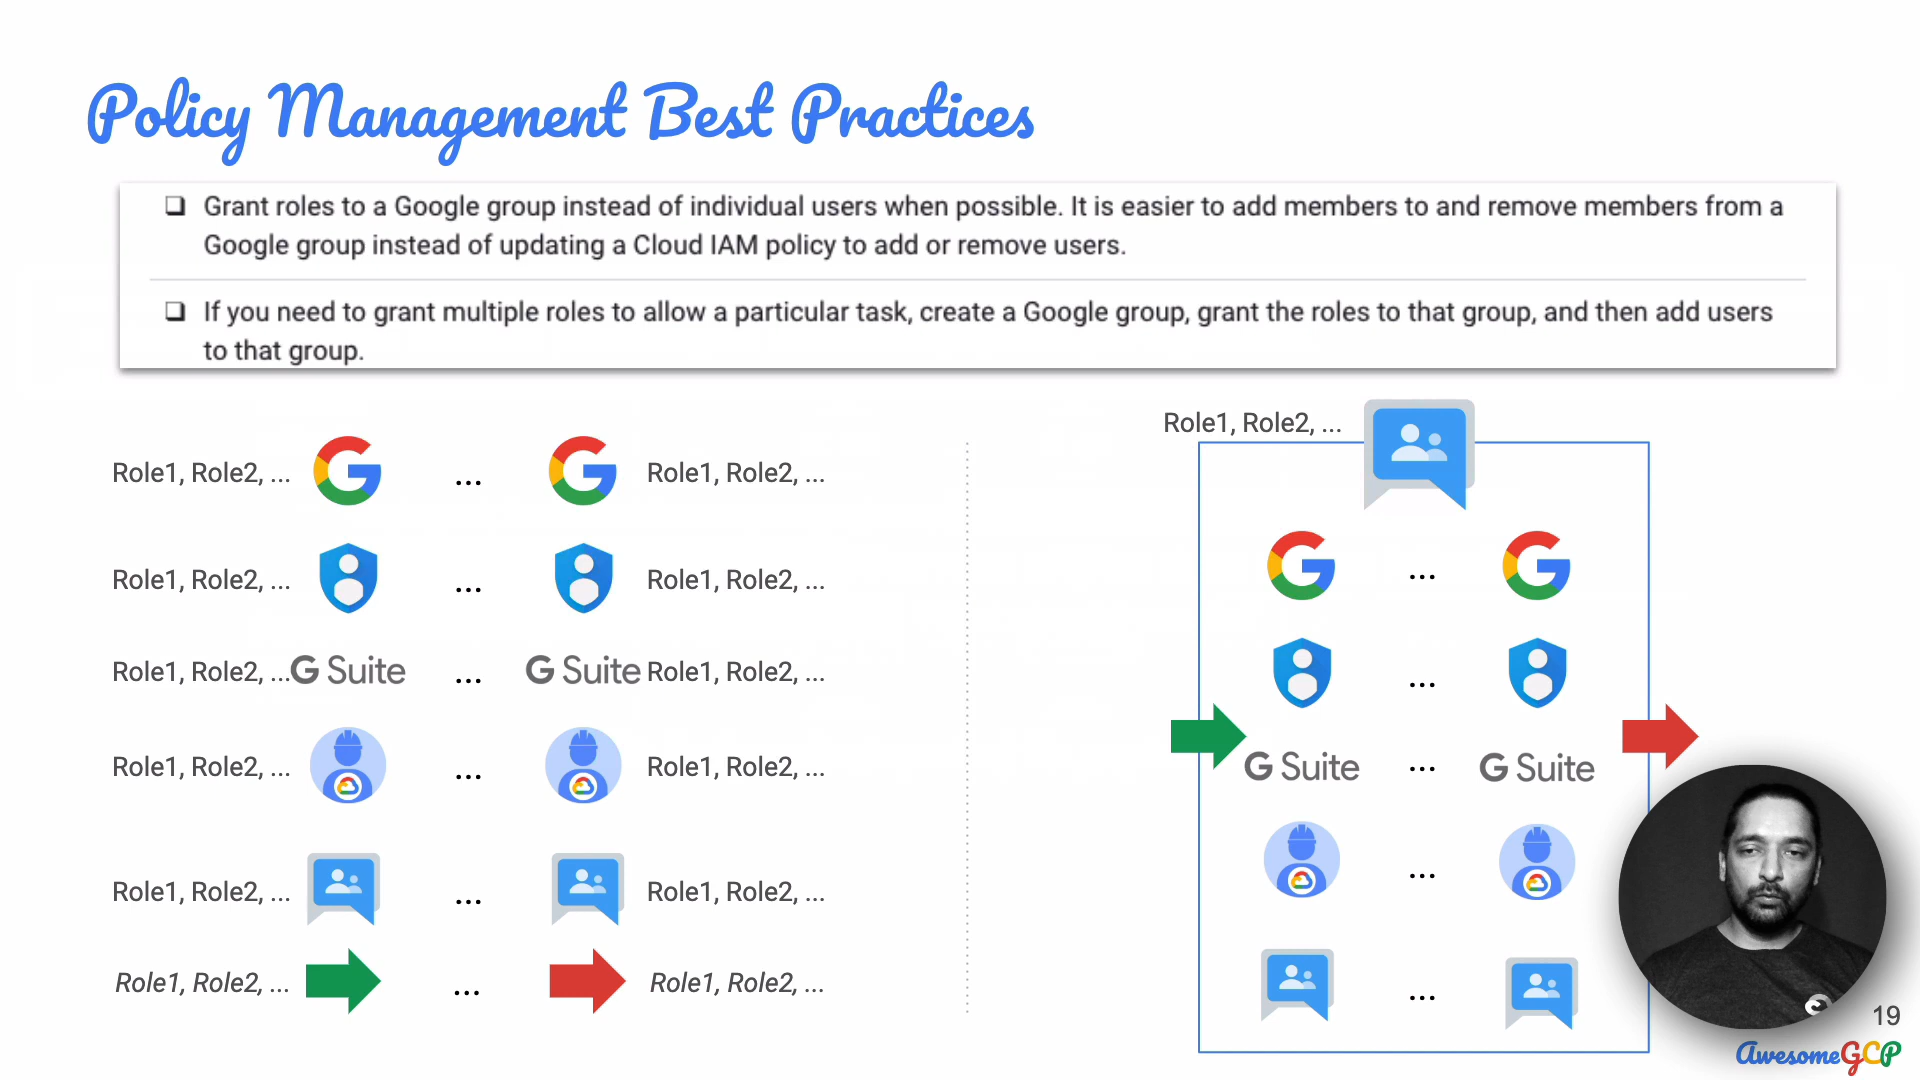 Policy Management Best Practices
❑ Grant roles to a Google group instead of individual users when possible. It is easier to add members to and remove members from a
Google group instead of updating a Cloud IAM policy to add or remove users.
❑ If you need to grant multiple roles to allow a particular task, create a Google group, grant the roles to that group, and then add users
to that group.
Role1, Role2, ... ... Role1, Role2, ...
Role1, Role2, ... ... Role1, Role2, ...
Role1, Role2, ... G Suite ... G Suite Role1, Role2, ...
Role1, Role2, ... ... Role1, Role2, ...
Role1, Role2, ... ... Role1, Role2, ...
Role1, Role2, ... ... Role1, Role2, ...
Role1, Role2, ...
...
...
G Suite ... G Suite
...
...
19
AwesomeGCP